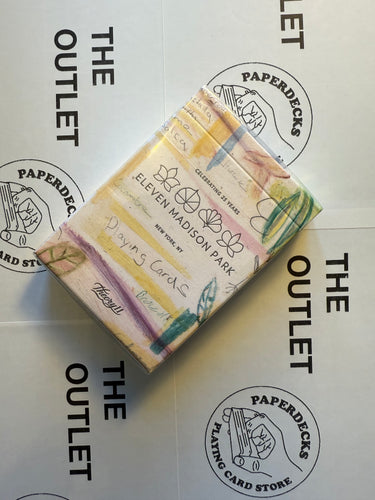 THE
OUTLET
OUTLET
PAPERDECKS
PAPERDECKS
CARD STORE
CELEBRATING 25 YEARS
ELEVEN MADISON PARK
NEW YORK, NY
Playing Cards
theory11
THE
OUTLET
THE
OUTLET
PAPERDECKS
PLAYING CARD STORE